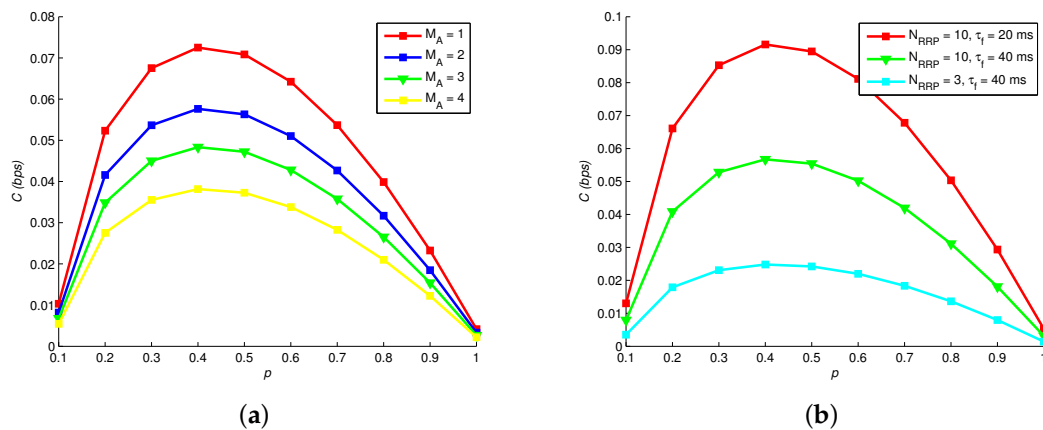 0.08
0.07
0.06
0.05
0.04
0.03
0.02
0.01
0
C (bps)
M_A = 1
M_A = 2
M_A = 3
M_A = 4
0.1 0.2 0.3 0.4 0.5 0.6 0.7 0.8 0.9 1
p
(a)
0.1
0.09
0.08
0.07
0.06
0.05
0.04
0.03
0.02
0.01
0
C (bps)
N_RRP = 10, τ_f = 20 ms
N_RRP = 10, τ_f = 40 ms
N_RRP = 3, τ_f = 40 ms
0.1 0.2 0.3 0.4 0.5 0.6 0.7 0.8 0.9 1
p
(b)